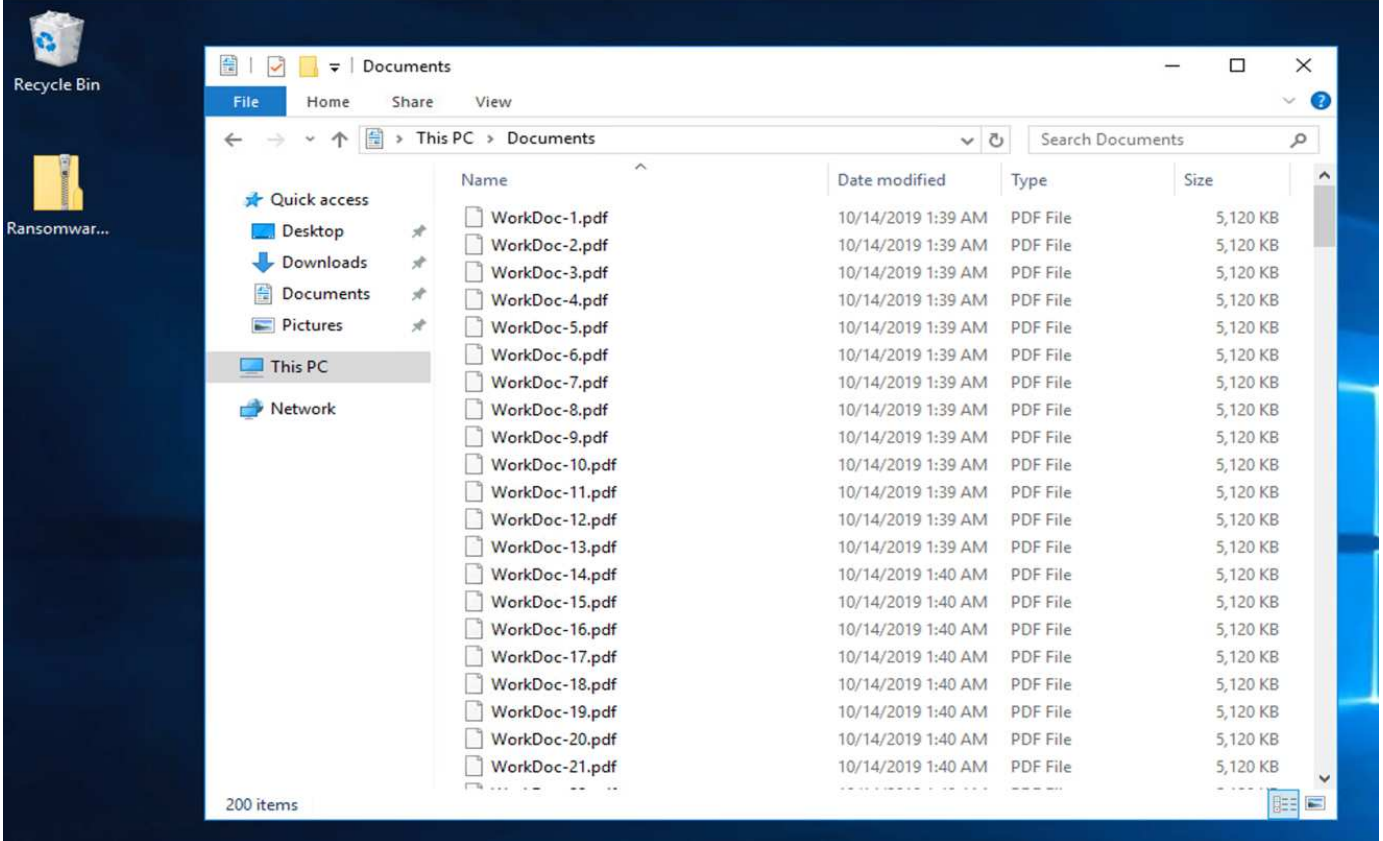 Recycle Bin
Ransomwar...
Documents
File Home Share View
This PC > Documents
Search Documents
Quick access
Desktop
Downloads
Documents
Pictures
This PC
Network
Name Date modified Type Size
WorkDoc-1.pdf 10/14/2019 1:39 AM PDF File 5,120 KB
WorkDoc-2.pdf 10/14/2019 1:39 AM PDF File 5,120 KB
WorkDoc-3.pdf 10/14/2019 1:39 AM PDF File 5,120 KB
WorkDoc-4.pdf 10/14/2019 1:39 AM PDF File 5,120 KB
WorkDoc-5.pdf 10/14/2019 1:39 AM PDF File 5,120 KB
WorkDoc-6.pdf 10/14/2019 1:39 AM PDF File 5,120 KB
WorkDoc-7.pdf 10/14/2019 1:39 AM PDF File 5,120 KB
WorkDoc-8.pdf 10/14/2019 1:39 AM PDF File 5,120 KB
WorkDoc-9.pdf 10/14/2019 1:39 AM PDF File 5,120 KB
WorkDoc-10.pdf 10/14/2019 1:39 AM PDF File 5,120 KB
WorkDoc-11.pdf 10/14/2019 1:39 AM PDF File 5,120 KB
WorkDoc-12.pdf 10/14/2019 1:39 AM PDF File 5,120 KB
WorkDoc-13.pdf 10/14/2019 1:39 AM PDF File 5,120 KB
WorkDoc-14.pdf 10/14/2019 1:40 AM PDF File 5,120 KB
WorkDoc-15.pdf 10/14/2019 1:40 AM PDF File 5,120 KB
WorkDoc-16.pdf 10/14/2019 1:40 AM PDF File 5,120 KB
WorkDoc-17.pdf 10/14/2019 1:40 AM PDF File 5,120 KB
WorkDoc-18.pdf 10/14/2019 1:40 AM PDF File 5,120 KB
WorkDoc-19.pdf 10/14/2019 1:40 AM PDF File 5,120 KB
WorkDoc-20.pdf 10/14/2019 1:40 AM PDF File 5,120 KB
WorkDoc-21.pdf 10/14/2019 1:40 AM PDF File 5,120 KB
200 items